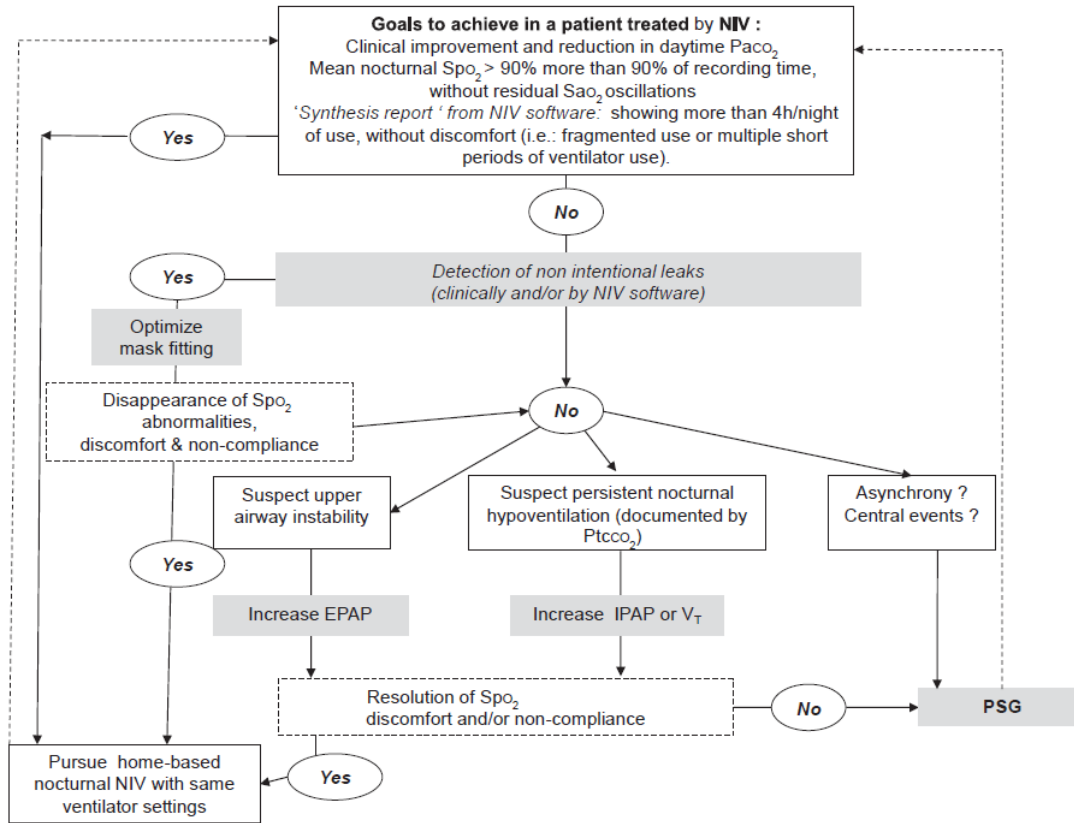 Goals to achieve in a patient treated by NIV :
Clinical improvement and reduction in daytime Paco₂
Mean nocturnal Spo₂ > 90% more than 90% of recording time,
without residual Sao₂ oscillations
‘Synthesis report ‘ from NIV software: showing more than 4h/night
of use, without discomfort (i.e.: fragmented use or multiple short
periods of ventilator use).
Yes
No
Yes
Detection of non intentional leaks
(clinically and/or by NIV software)
Optimize
mask fitting
Disappearance of Spo₂
abnormalities,
discomfort & non-compliance
No
Suspect upper
airway instability
Suspect persistent nocturnal
hypoventilation (documented by
Ptcco₂)
Asynchrony ?
Central events ?
Yes
Increase EPAP
Increase IPAP or V_T
Resolution of Spo₂
discomfort and/or non-compliance
No
PSG
Yes
Pursue home-based
nocturnal NIV with same
ventilator settings